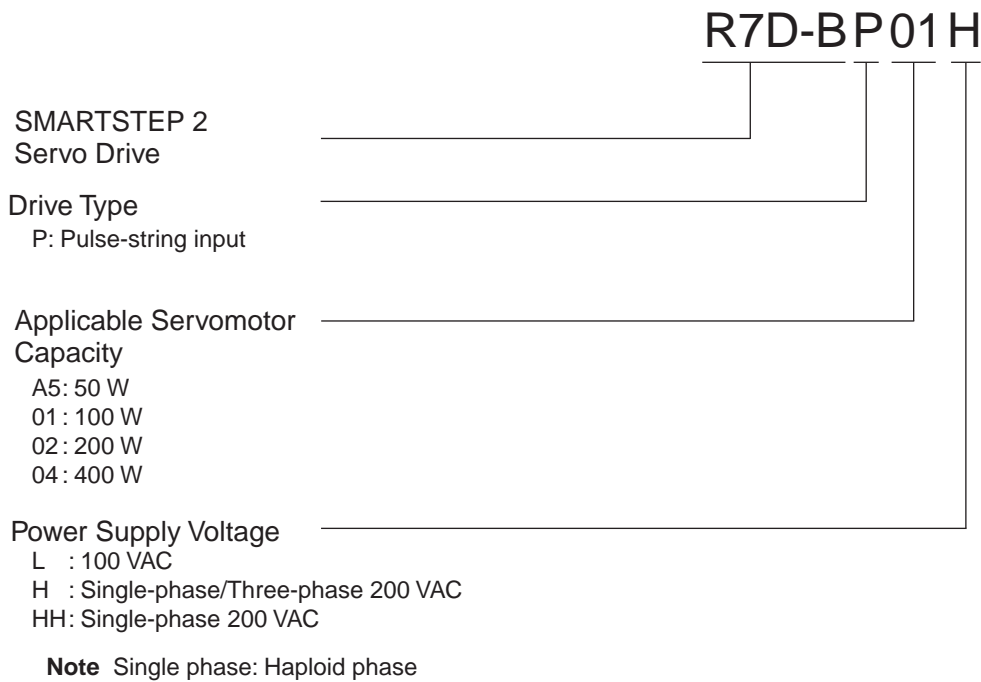 R7D-BP01H
SMARTSTEP 2
Servo Drive
Drive Type
P: Pulse-string input
Applicable Servomotor
Capacity
A5: 50 W
01 : 100 W
02 : 200 W
04 : 400 W
Power Supply Voltage
L : 100 VAC
H : Single-phase/Three-phase 200 VAC
HH: Single-phase 200 VAC
Note Single phase: Haploid phase